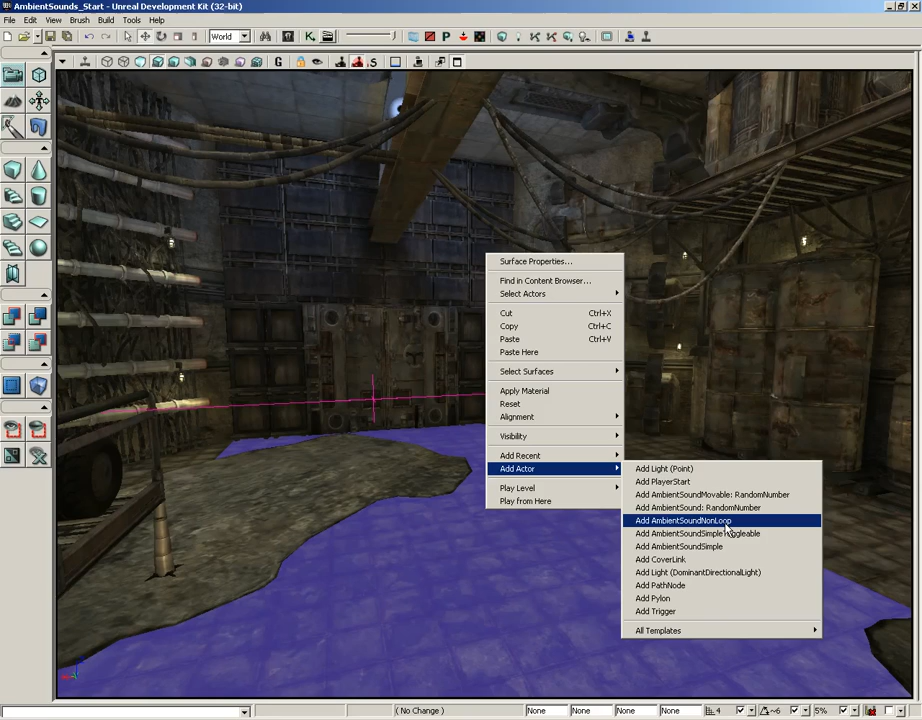 AmbientSounds_Start - Unreal Development Kit (32-bit)
File Edit View Brush Build Tools Help
World
G
S
Surface Properties...
Find in Content Browser...
Select Actors
Cut Ctrl+X
Copy Ctrl+C
Paste Ctrl+V
Paste Here
Select Surfaces
Apply Material
Reset
Alignment
Visibility
Add Recent
Add Actor
Play Level
Play from Here
Add Light (Point)
Add PlayerStart
Add AmbientSoundMovable: RandomNumber
Add AmbientSound: RandomNumber
Add AmbientSoundNonLoop
Add AmbientSoundSimpleToggleable
Add AmbientSoundSimple
Add CoverLink
Add Light (DominantDirectionalLight)
Add PathNode
Add Pylon
Add Trigger
All Templates
( No Change ) None None None None 4 ~6 5%